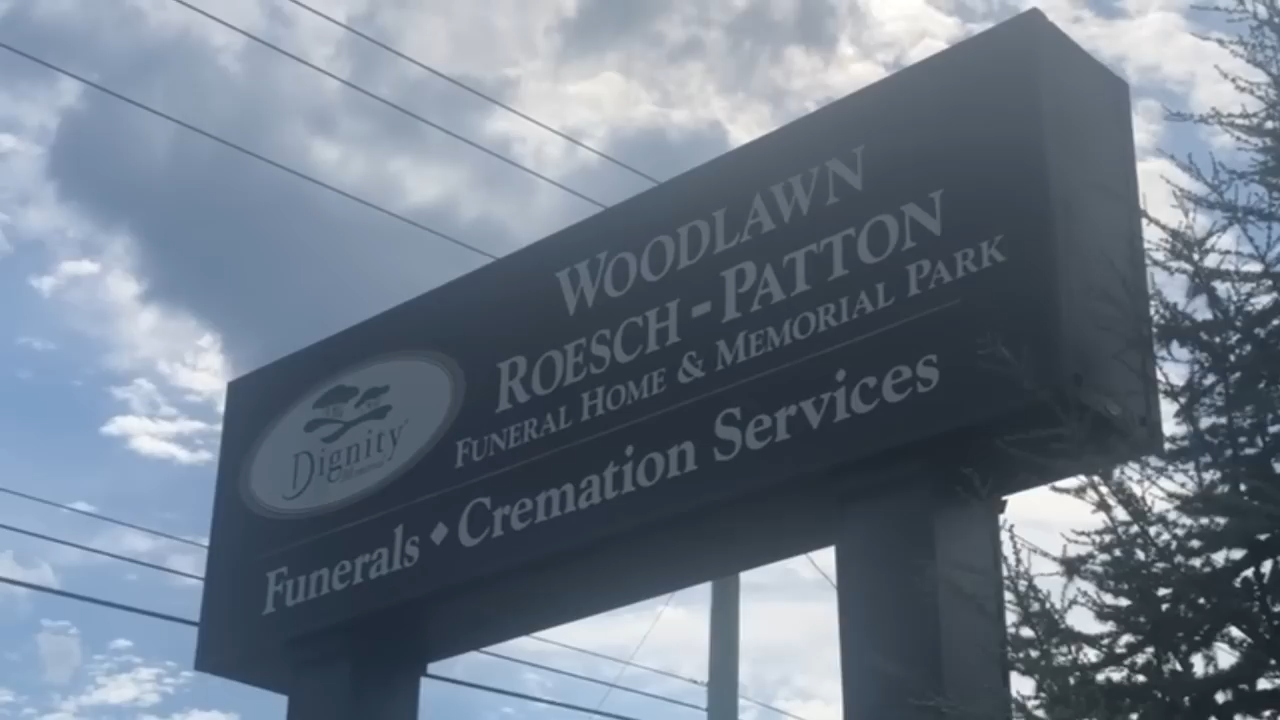 WOODLAWN
ROESCH-PATTON
FUNERAL HOME & MEMORIAL PARK
Dignity
Funerals ♦ Cremation Services